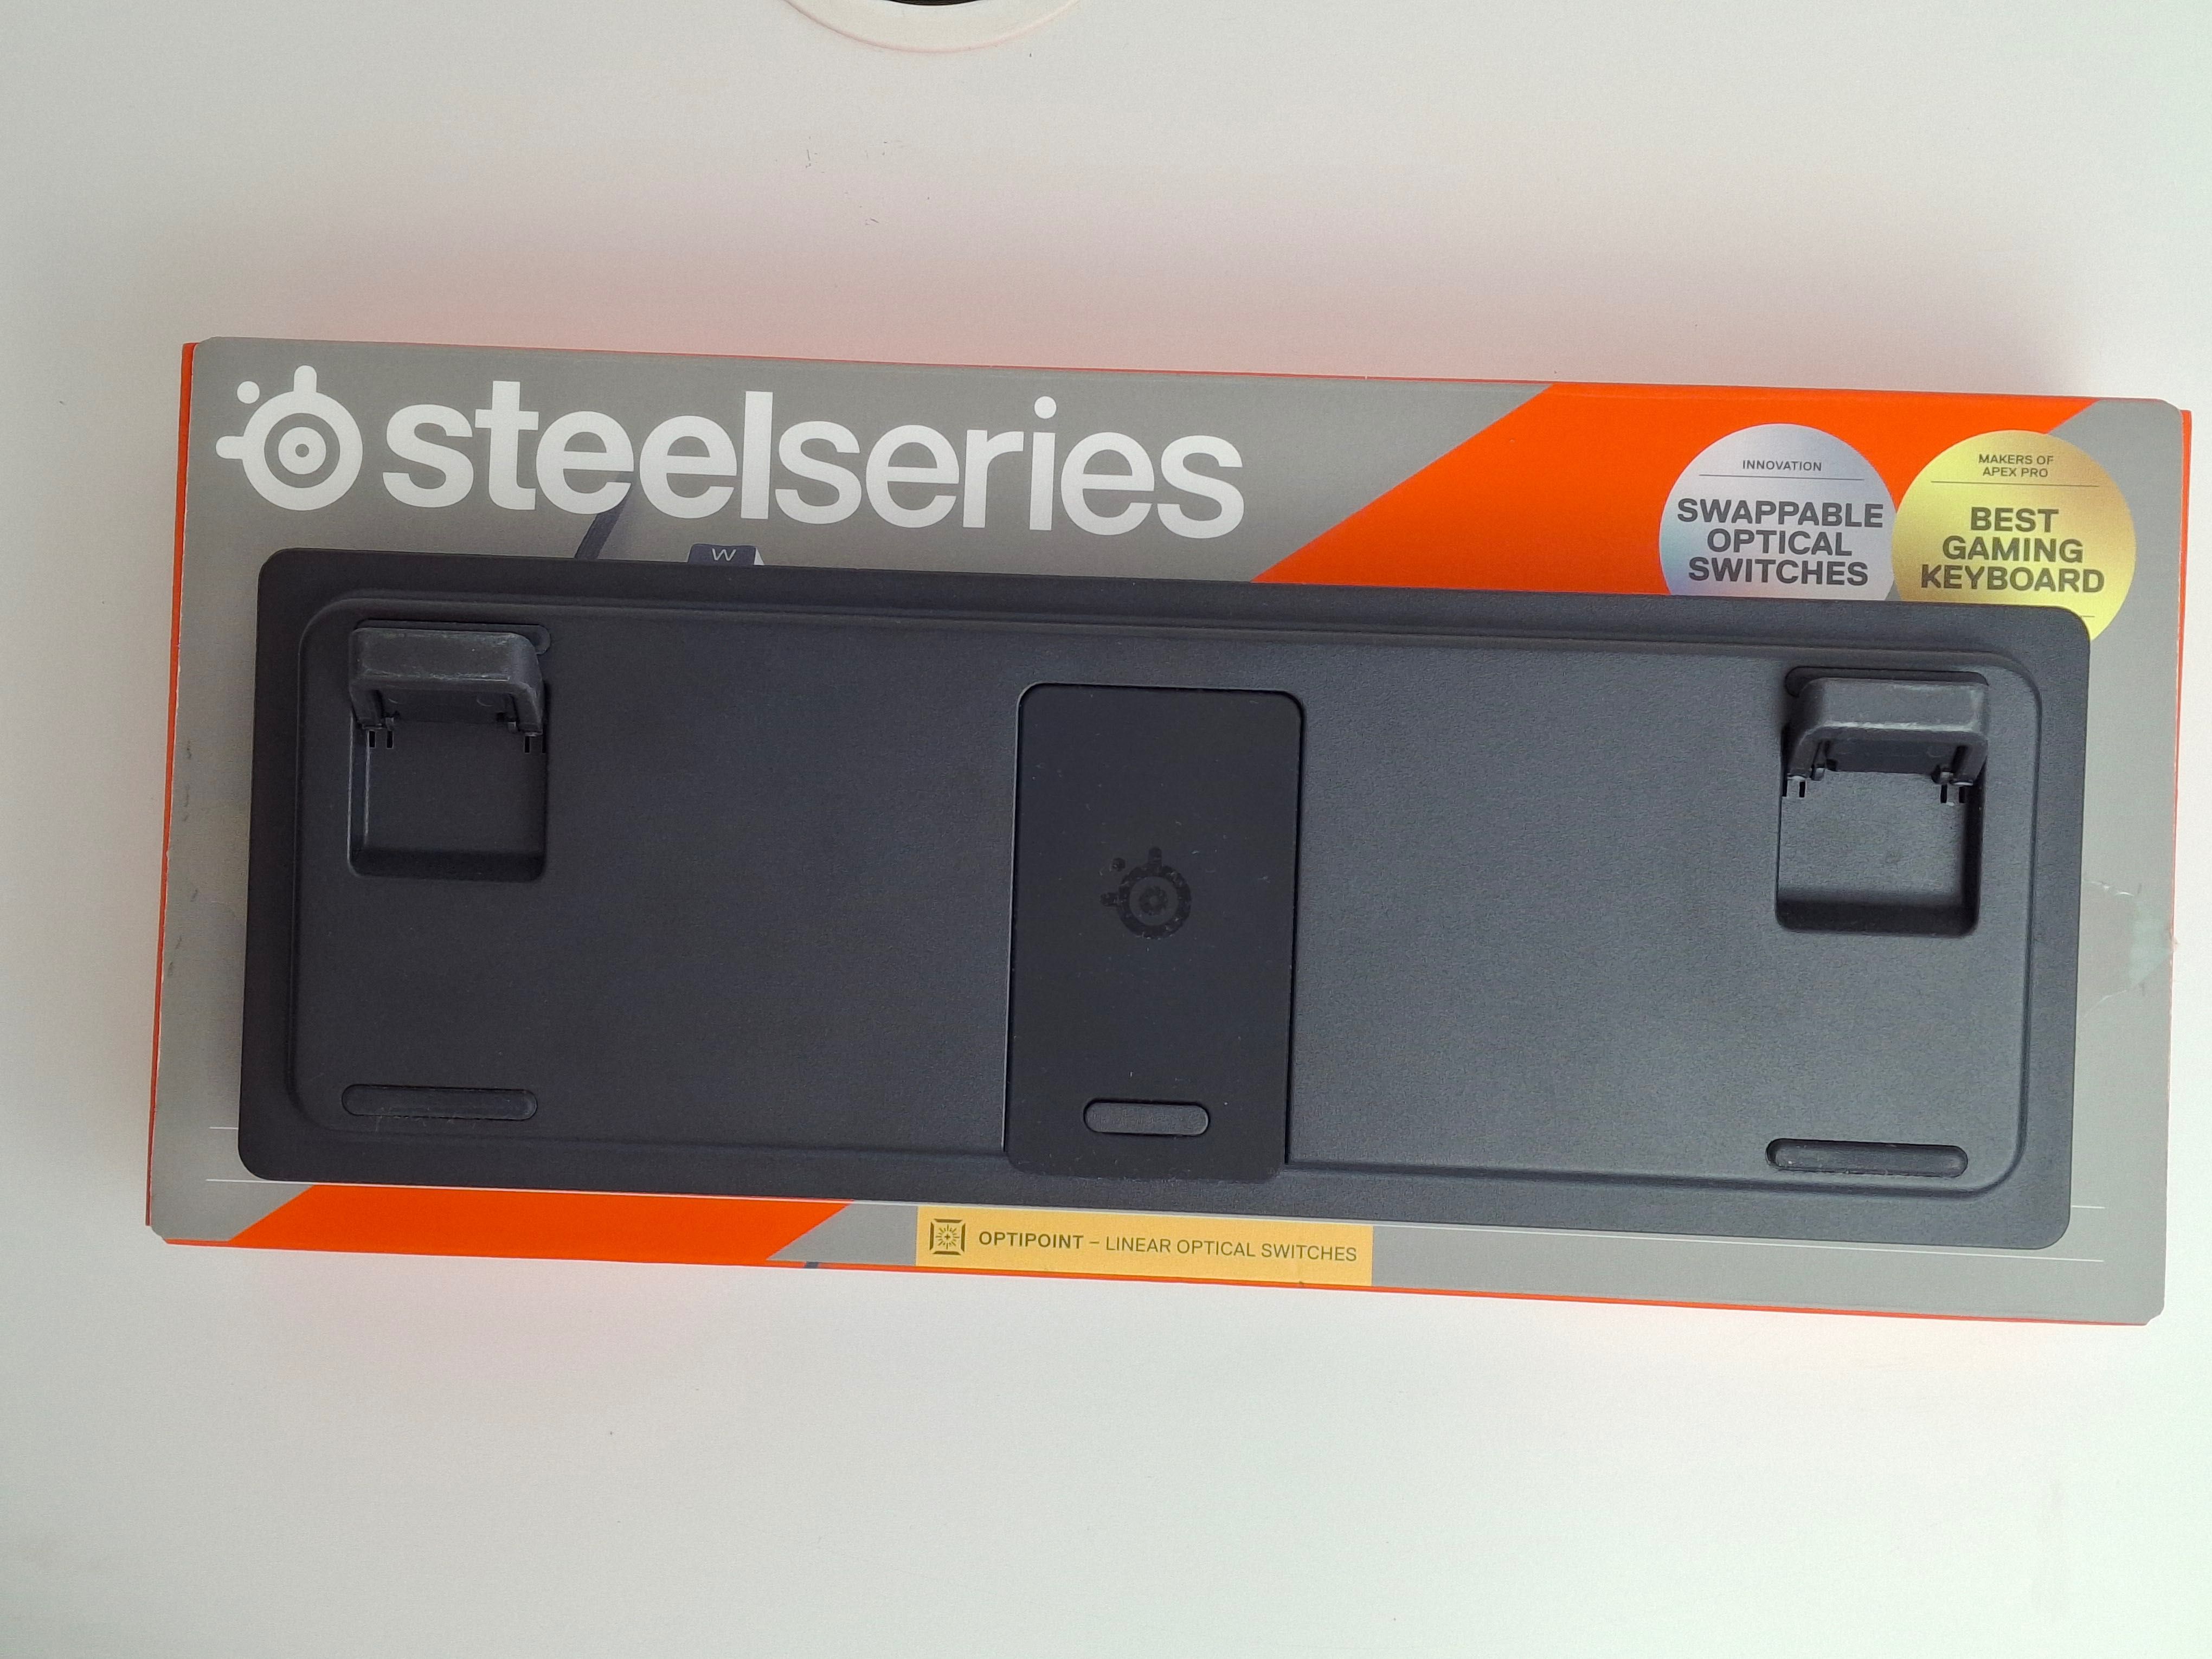 steelseries
INNOVATION
SWAPPABLE
OPTICAL
SWITCHES
MAKERS OF
APEX PRO
BEST
GAMING
KEYBOARD
W
OPTIPOINT – LINEAR OPTICAL SWITCHES